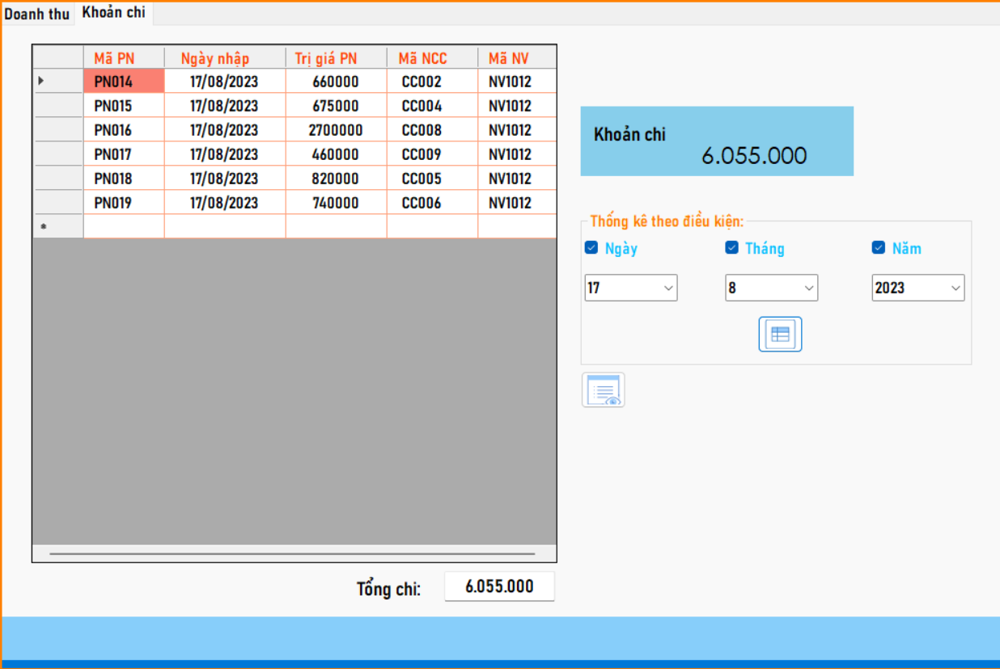 Doanh thu Khoản chi
Mã PN Ngày nhập Trị giá PN Mã NCC Mã NV
PN014 17/08/2023 660000 CC002 NV1012
PN015 17/08/2023 675000 CC004 NV1012
PN016 17/08/2023 2700000 CC008 NV1012
PN017 17/08/2023 460000 CC009 NV1012
PN018 17/08/2023 820000 CC005 NV1012
PN019 17/08/2023 740000 CC006 NV1012
Khoản chi
6.055.000
Thống kê theo điều kiện:
Ngày Tháng Năm
17 8 2023
Tổng chi: 6.055.000